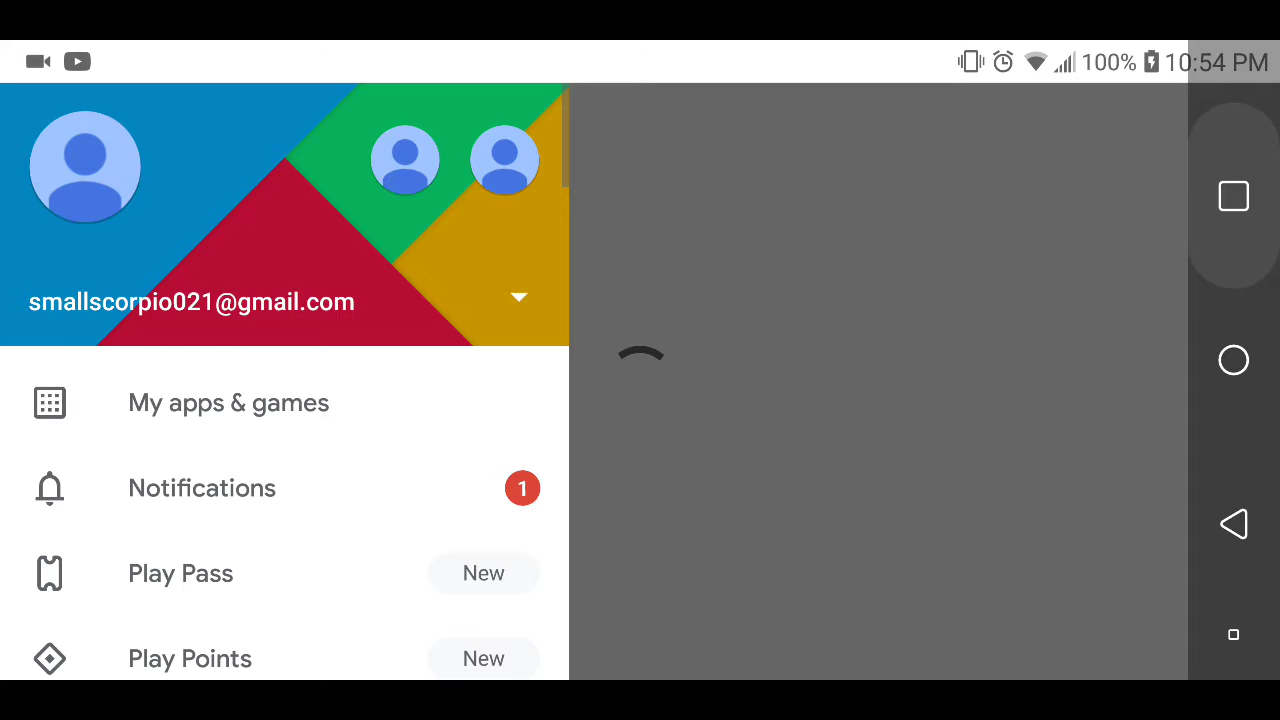 100% 10:54 PM
smallscorpio021@gmail.com
My apps & games
Notifications 1
Play Pass New
Play Points New